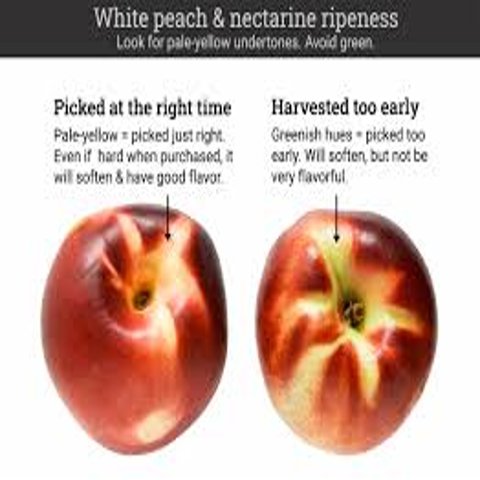 White peach & nectarine ripeness
Look for pale-yellow undertones. Avoid green.
Picked at the right time
Pale-yellow = picked just right.
Even if hard when purchased, it
will soften & have good flavor.
Harvested too early
Greenish hues = picked too
early. Will soften, but not be
very flavorful.